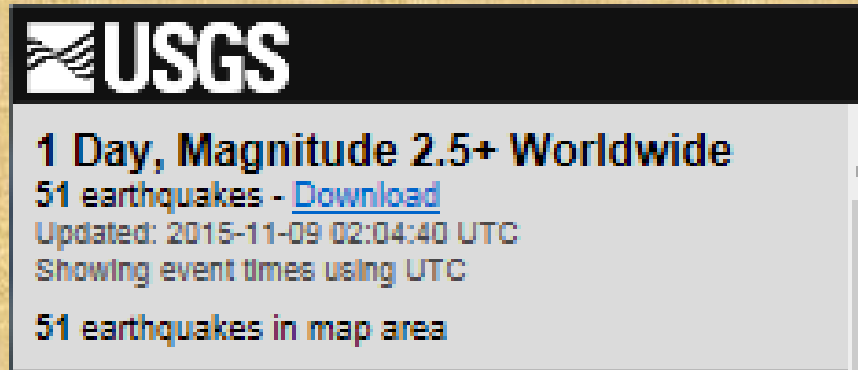 USGS
1 Day, Magnitude 2.5+ Worldwide
51 earthquakes - Download
Updated: 2015-11-09 02:04:40 UTC
Showing event times using UTC
51 earthquakes in map area